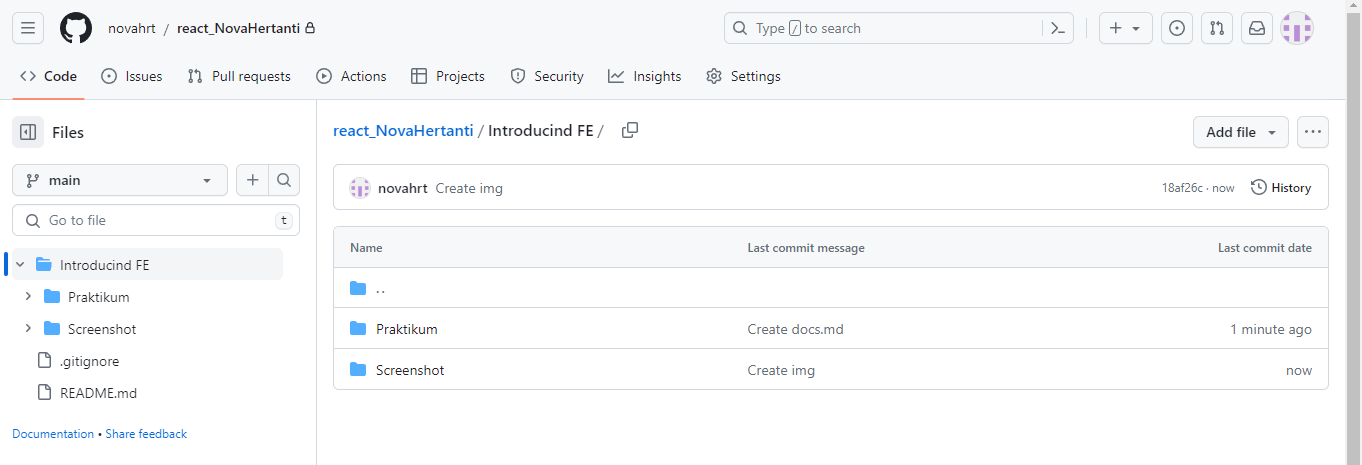 novahrt / react_NovaHertanti
Type / to search
Code Issues Pull requests Actions Projects Security Insights Settings
Files
main
Go to file t
Introducind FE
Praktikum
Screenshot
.gitignore
README.md
Documentation • Share feedback
react_NovaHertanti / Introducind FE /
Add file
novahrt Create img 18af26c · now History
Name Last commit message Last commit date
..
Praktikum Create docs.md 1 minute ago
Screenshot Create img now